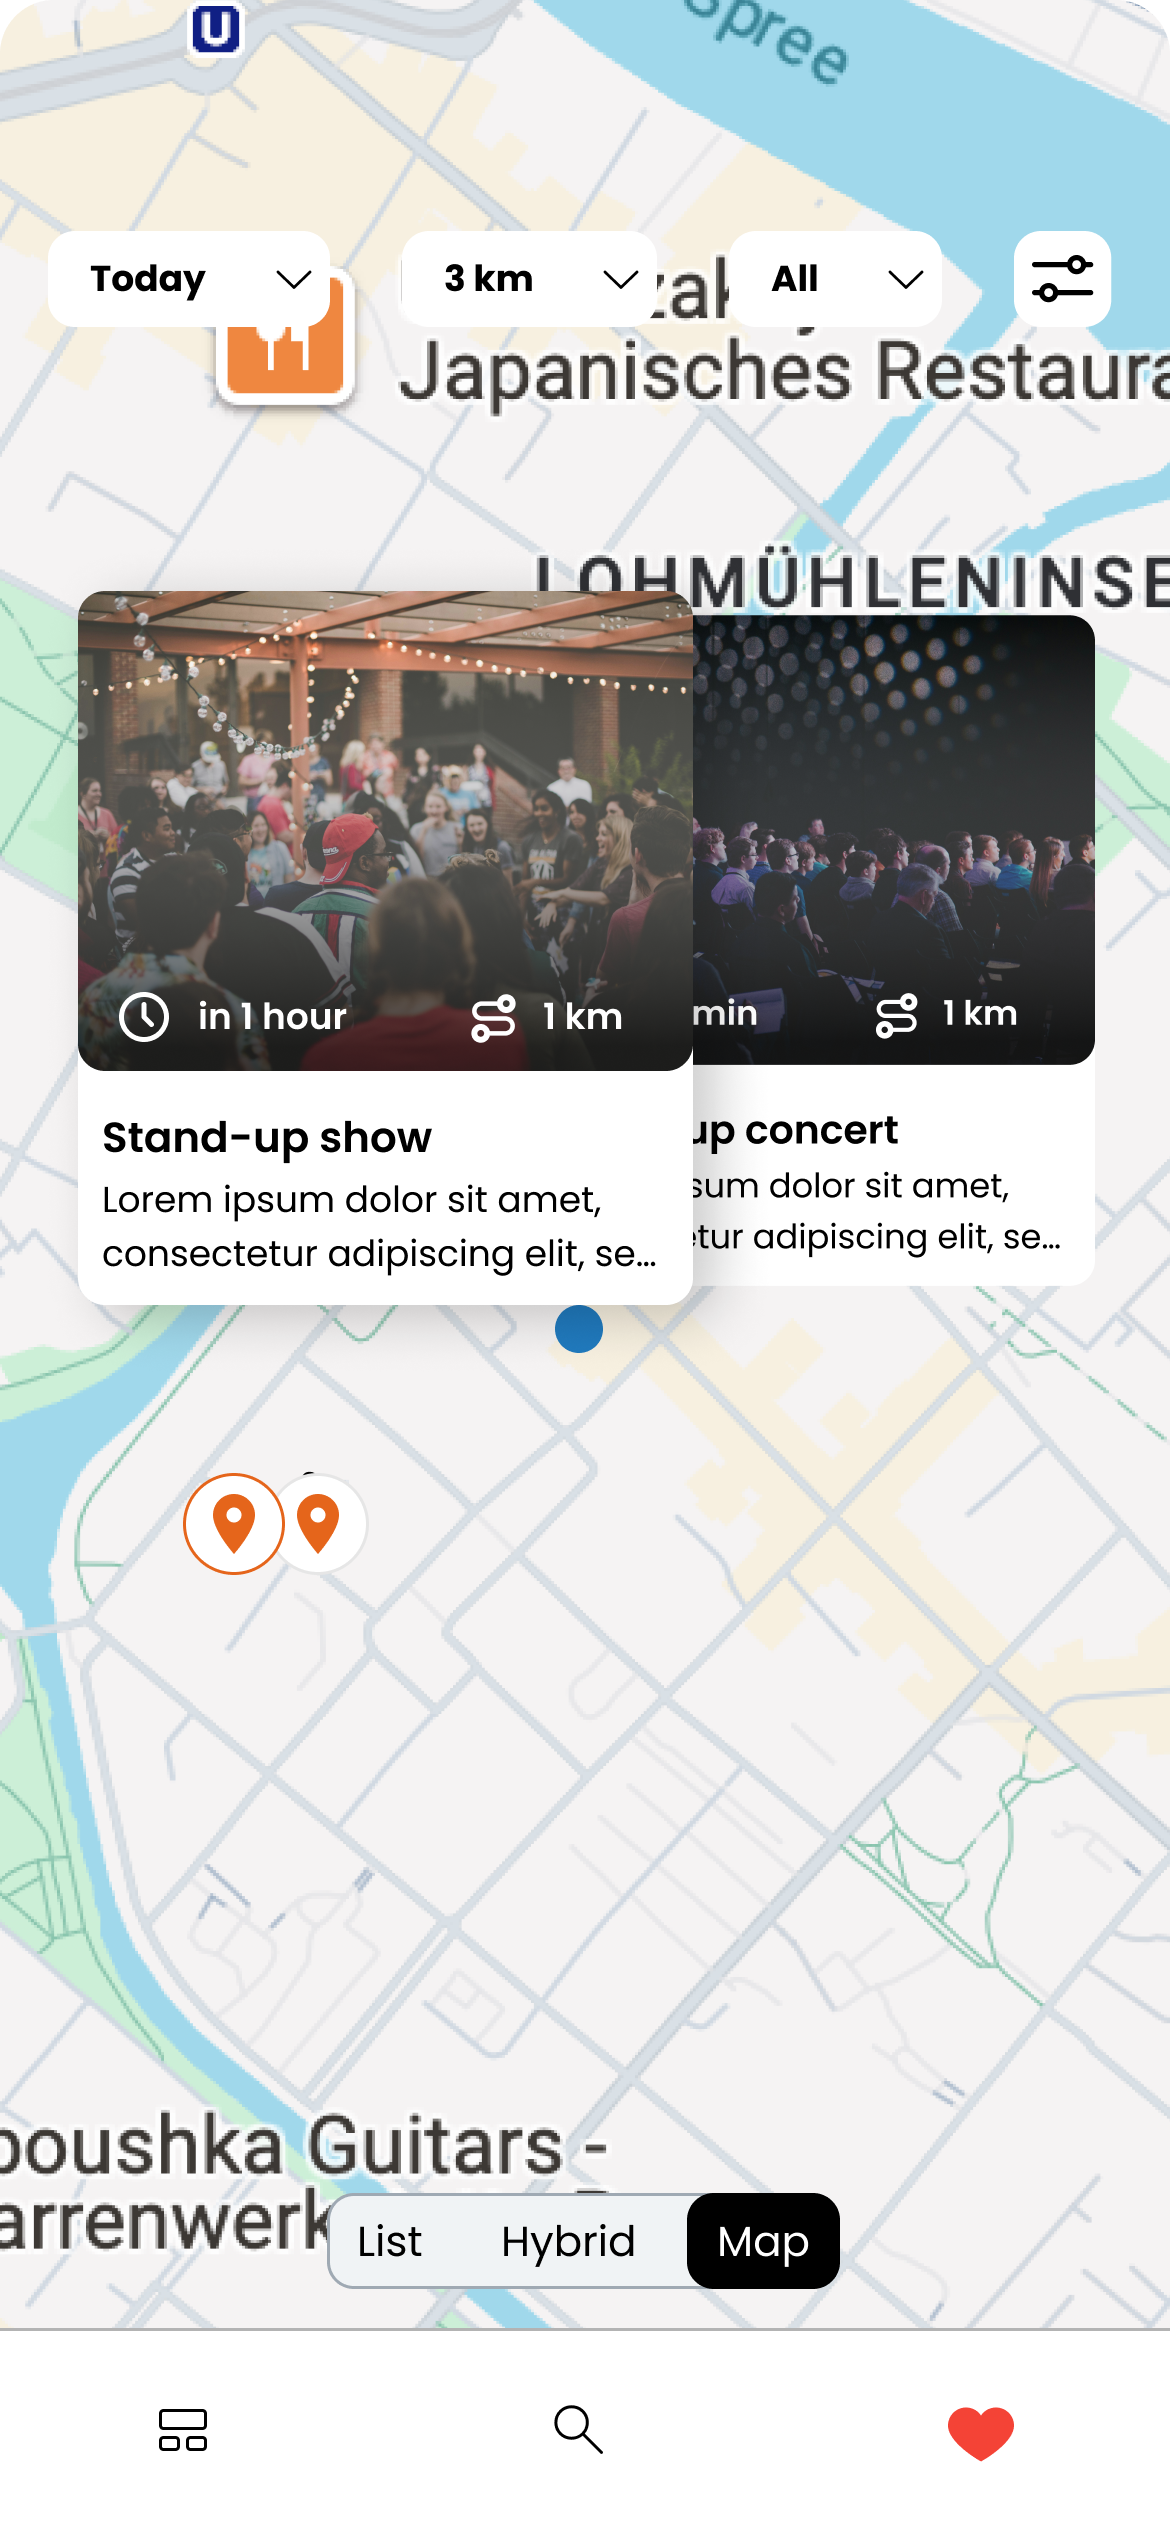 U
Spree
Today
3 km
All
Japanisches Restaura
LOHMÜHLENINSE
in 1 hour
1 km
min
1 km
Stand-up show
up concert
Lorem ipsum dolor sit amet,
sum dolor sit amet,
consectetur adipiscing elit, se...
etur adipiscing elit, se...
boushka Guitars -
arrenwerk
List
Hybrid
Map